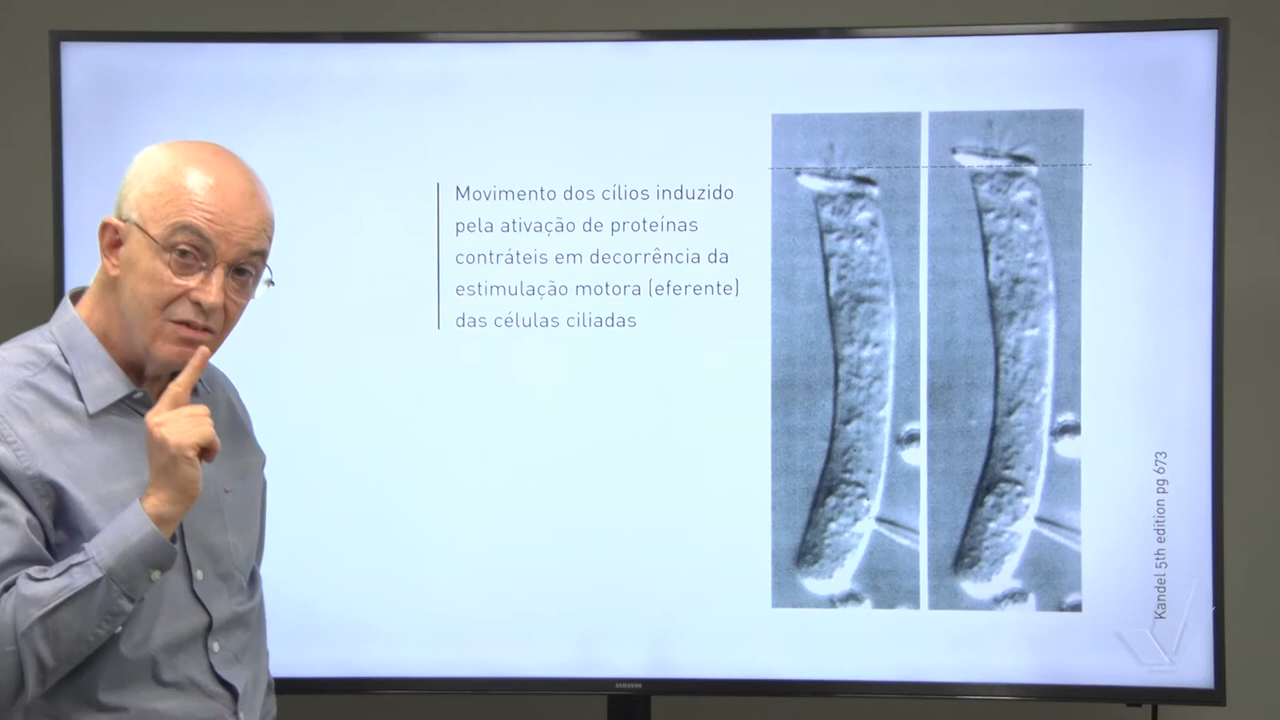 Movimento dos cílios induzido
pela ativação de proteínas
contráteis em decorrência da
estimulação motora (eferente)
das células ciliadas
Kandel 5th edition pg 673
SAMSUNG